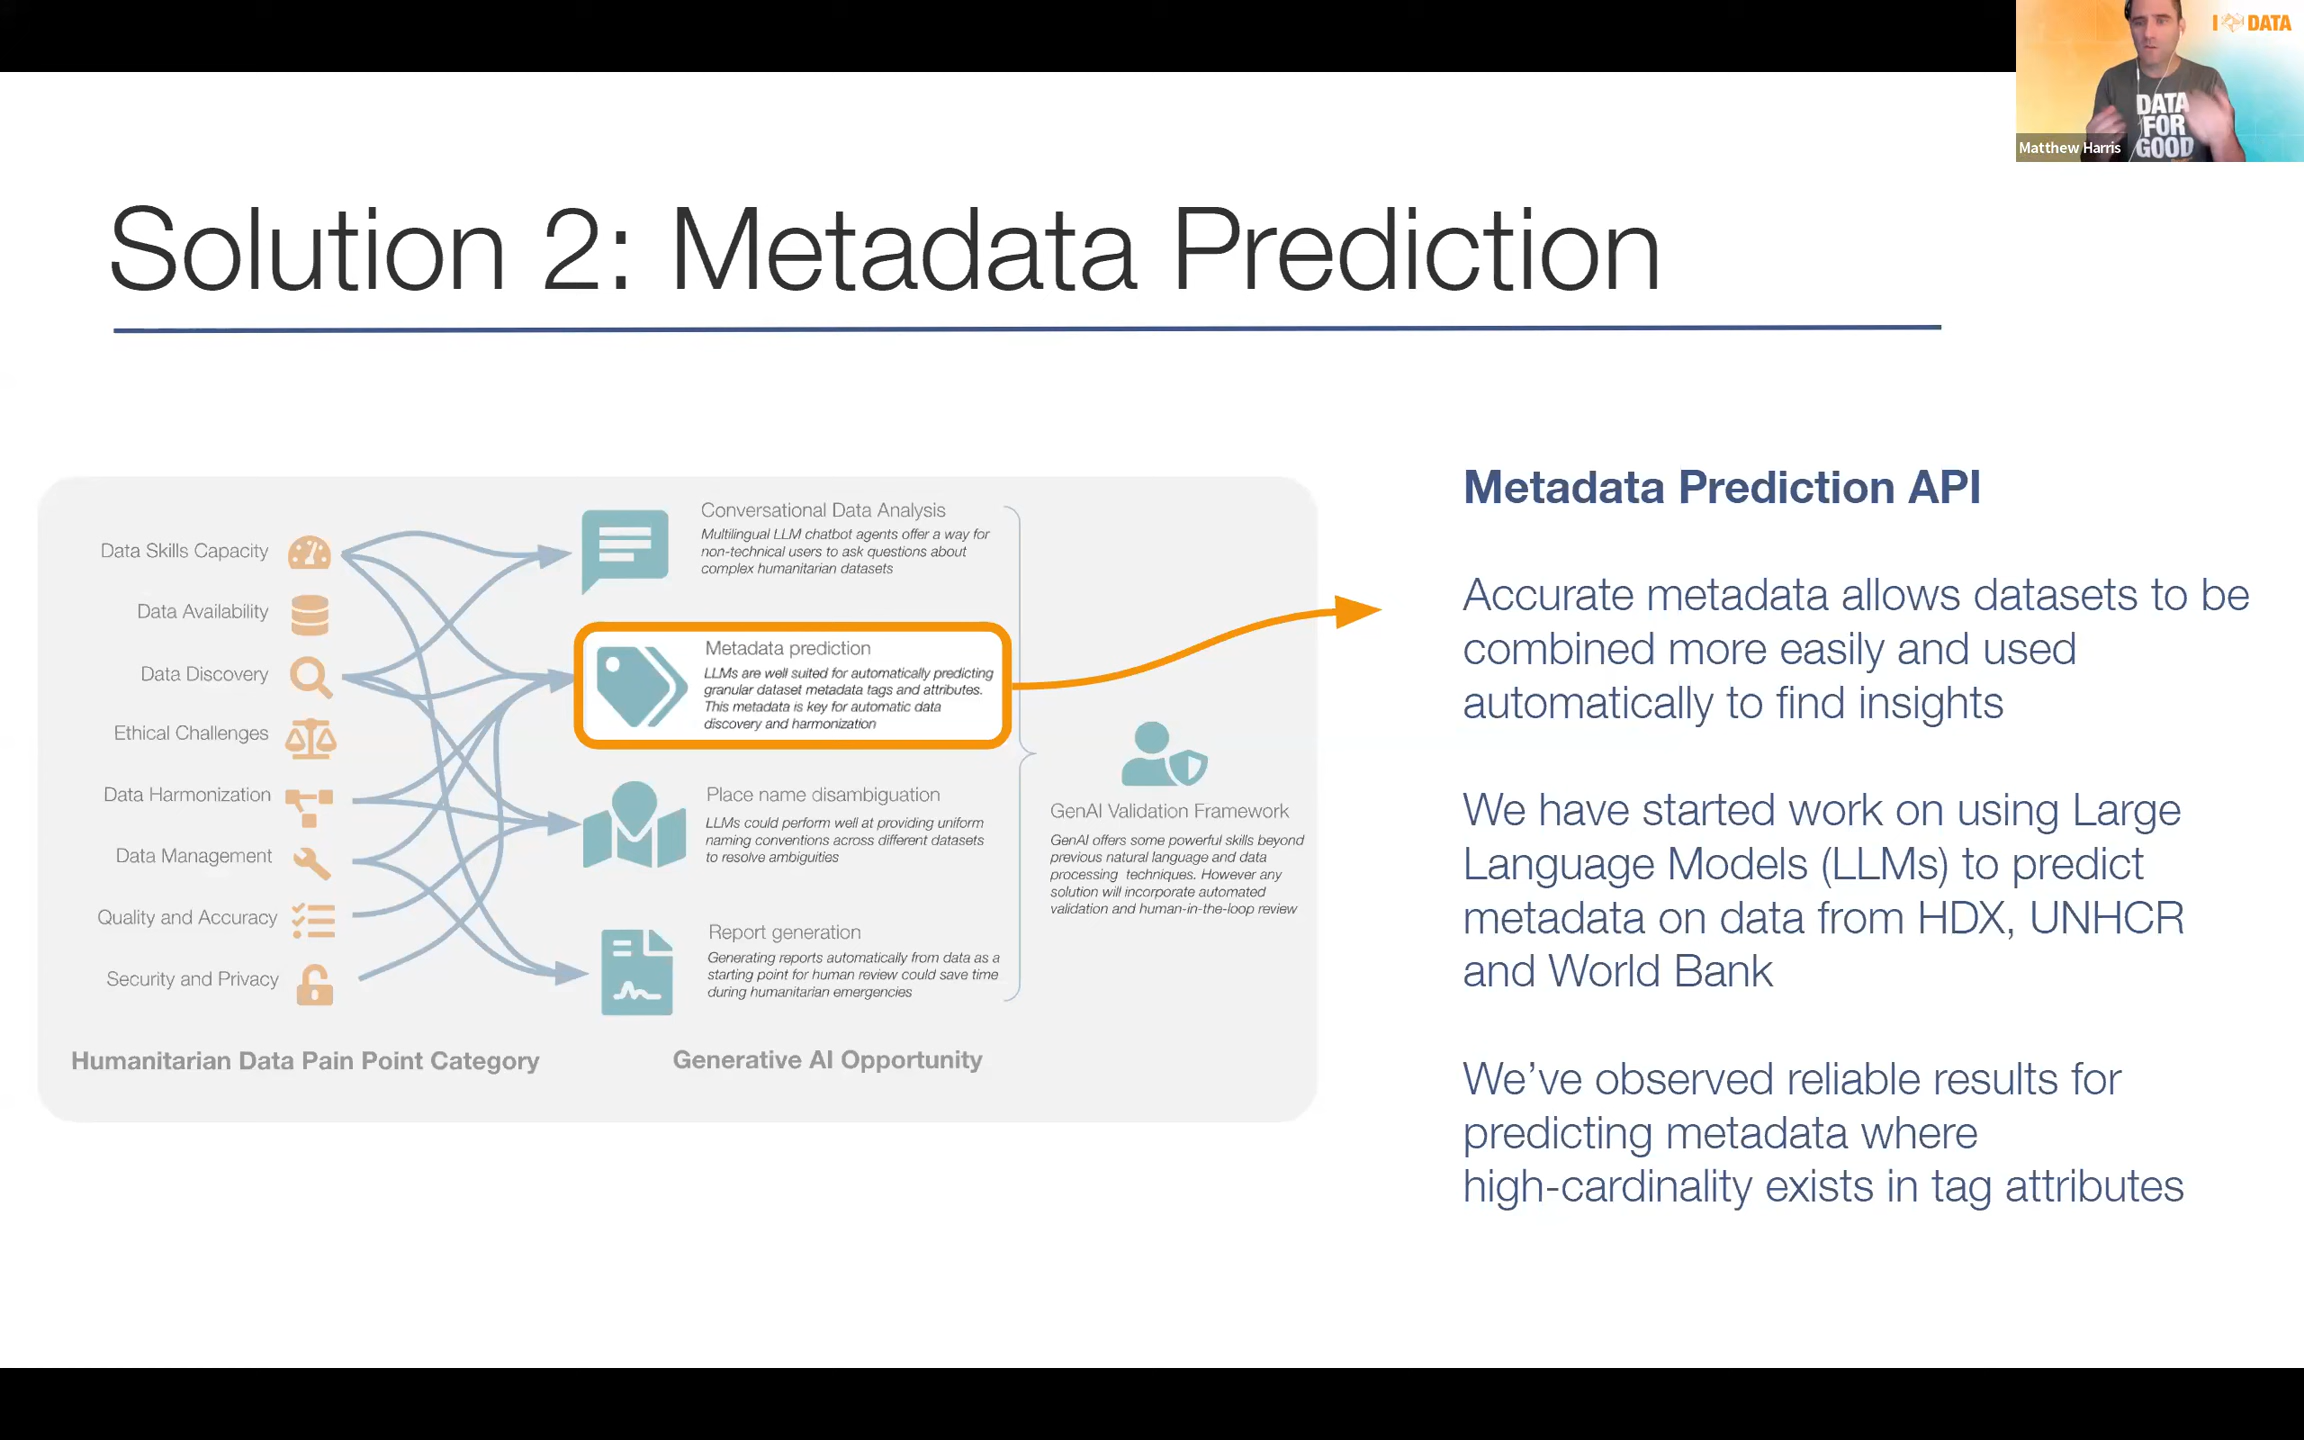 I DATA
DATA
FOR
GOOD
Matthew Harris
Solution 2: Metadata Prediction
Data Skills Capacity
Data Availability
Data Discovery
Ethical Challenges
Data Harmonization
Data Management
Quality and Accuracy
Security and Privacy
Humanitarian Data Pain Point Category
Conversational Data Analysis
Multilingual LLM chatbot agents offer a way for
non-technical users to ask questions about
complex humanitarian datasets
Metadata prediction
LLMs are well suited for automatically predicting
granular dataset metadata tags and attributes.
This metadata is key for automatic data
discovery and harmonization
Place name disambiguation
LLMs could perform well at providing uniform
naming conventions across different datasets
to resolve ambiguities
Report generation
Generating reports automatically from data as a
starting point for human review could save time
during humanitarian emergencies
Generative AI Opportunity
GenAI Validation Framework
GenAI offers some powerful skills beyond
previous natural language and data
processing techniques. However any
solution will incorporate automated
validation and human-in-the-loop review
Metadata Prediction API
Accurate metadata allows datasets to be
combined more easily and used
automatically to find insights
We have started work on using Large
Language Models (LLMs) to predict
metadata on data from HDX, UNHCR
and World Bank
We've observed reliable results for
predicting metadata where
high-cardinality exists in tag attributes